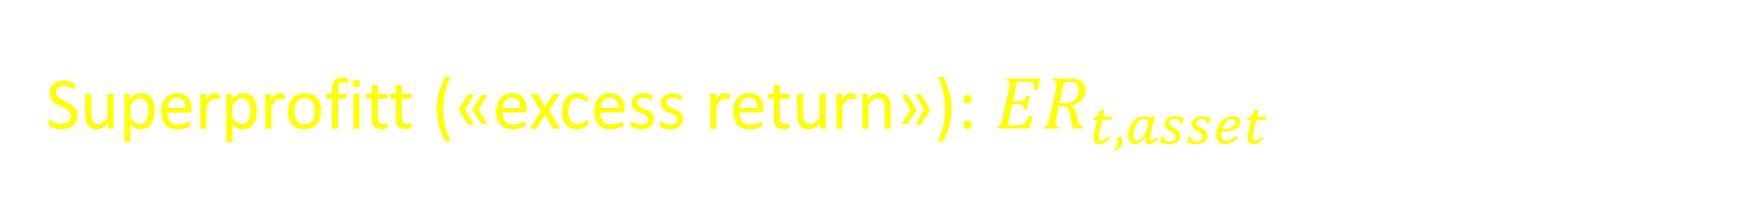 Superprofitt («excess return»): $ER_{t,asset}$